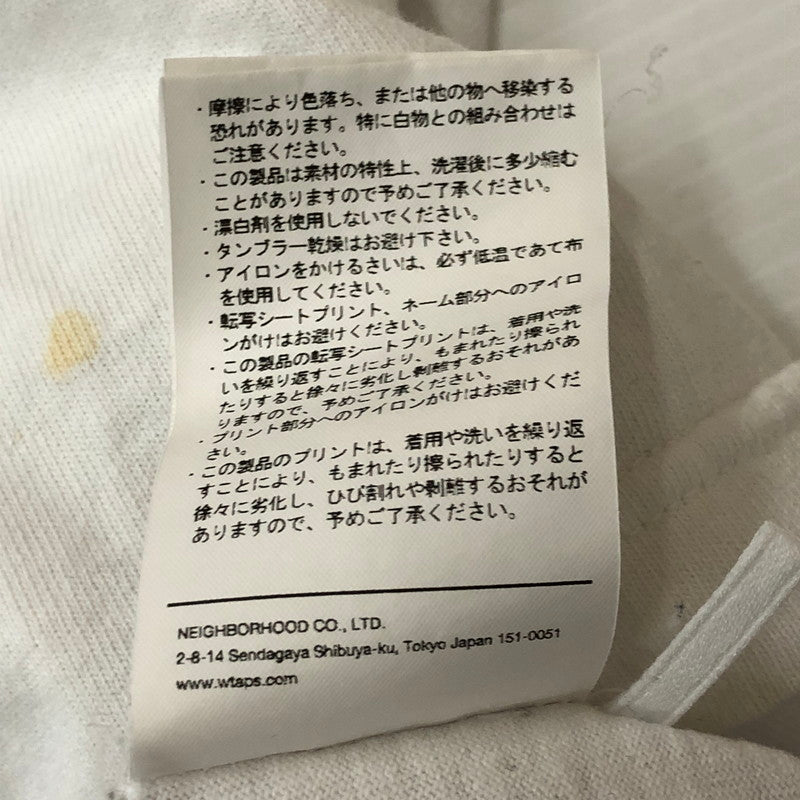 ・摩擦により色落ち、または他の物へ移染する
恐れがあります。特に白物との組み合わせは
ご注意ください。
・この製品は素材の特性上、洗濯後に多少縮む
ことがありますので予めご了承ください。
・漂白剤を使用しないでください。
・タンブラー乾燥はお避け下さい。
・アイロンをかけるさいは、必ず低温であて布
を使用してください。
・転写シートプリント、ネーム部分へのアイロ
ンがけはお避けください。
・この製品の転写シートプリントは、着用や洗
いを繰り返すことにより、もまれたり擦られ
たりすると徐々に劣化し剥離するおそれがあ
りますので、予めご了承ください。
・プリント部分へのアイロンがけはお避けくだ
さい。
・この製品のプリントは、着用や洗いを繰り返
すことにより、もまれたり擦られたりすると
徐々に劣化し、ひび割れや剥離するおそれが
ありますので、予めご了承ください。
NEIGHBORHOOD CO., LTD.
2-8-14 Sendagaya Shibuya-ku, Tokyo Japan 151-0051
www.wtaps.com